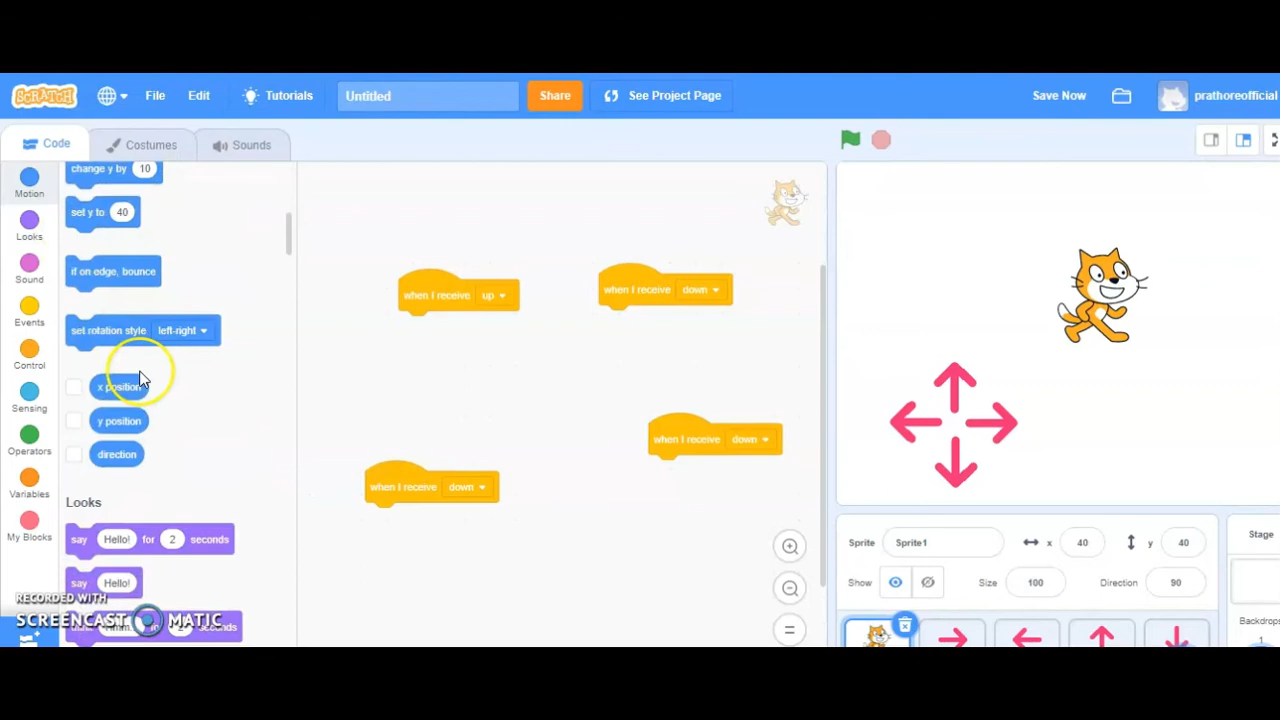 SCRATCH File Edit Tutorials Untitled Share See Project Page Save Now prathoreofficial
Code Costumes Sounds
Motion
Looks
Sound
Events
Control
Sensing
Operators
Variables
My Blocks
change y by 10
set y to 40
if on edge, bounce
set rotation style left-right
x position
y position
direction
Looks
say Hello! for 2 seconds
say Hello!
seconds
RECORDED WITH
SCREENCAST MATIC
when I receive up
when I receive down
when I receive down
when I receive down
Sprite Sprite1 x 40 y 40
Show Size 100 Direction 90
Stage
Backdrops
1